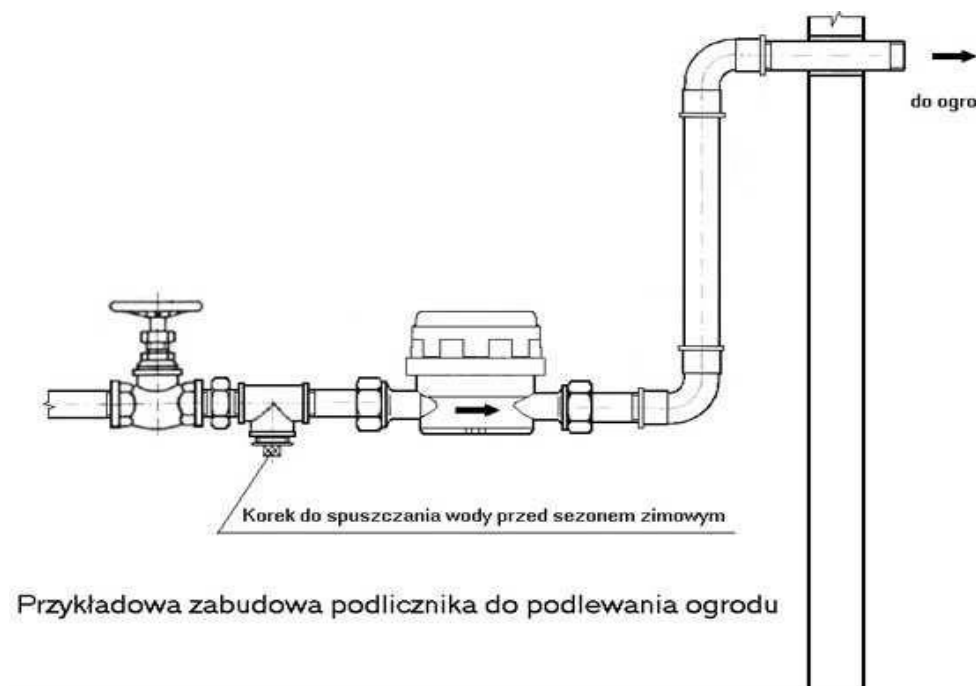 do ogro
Korek do spuszczania wody przed sezonem zimowym
Przykładowa zabudowa podlicznika do podlewania ogrodu